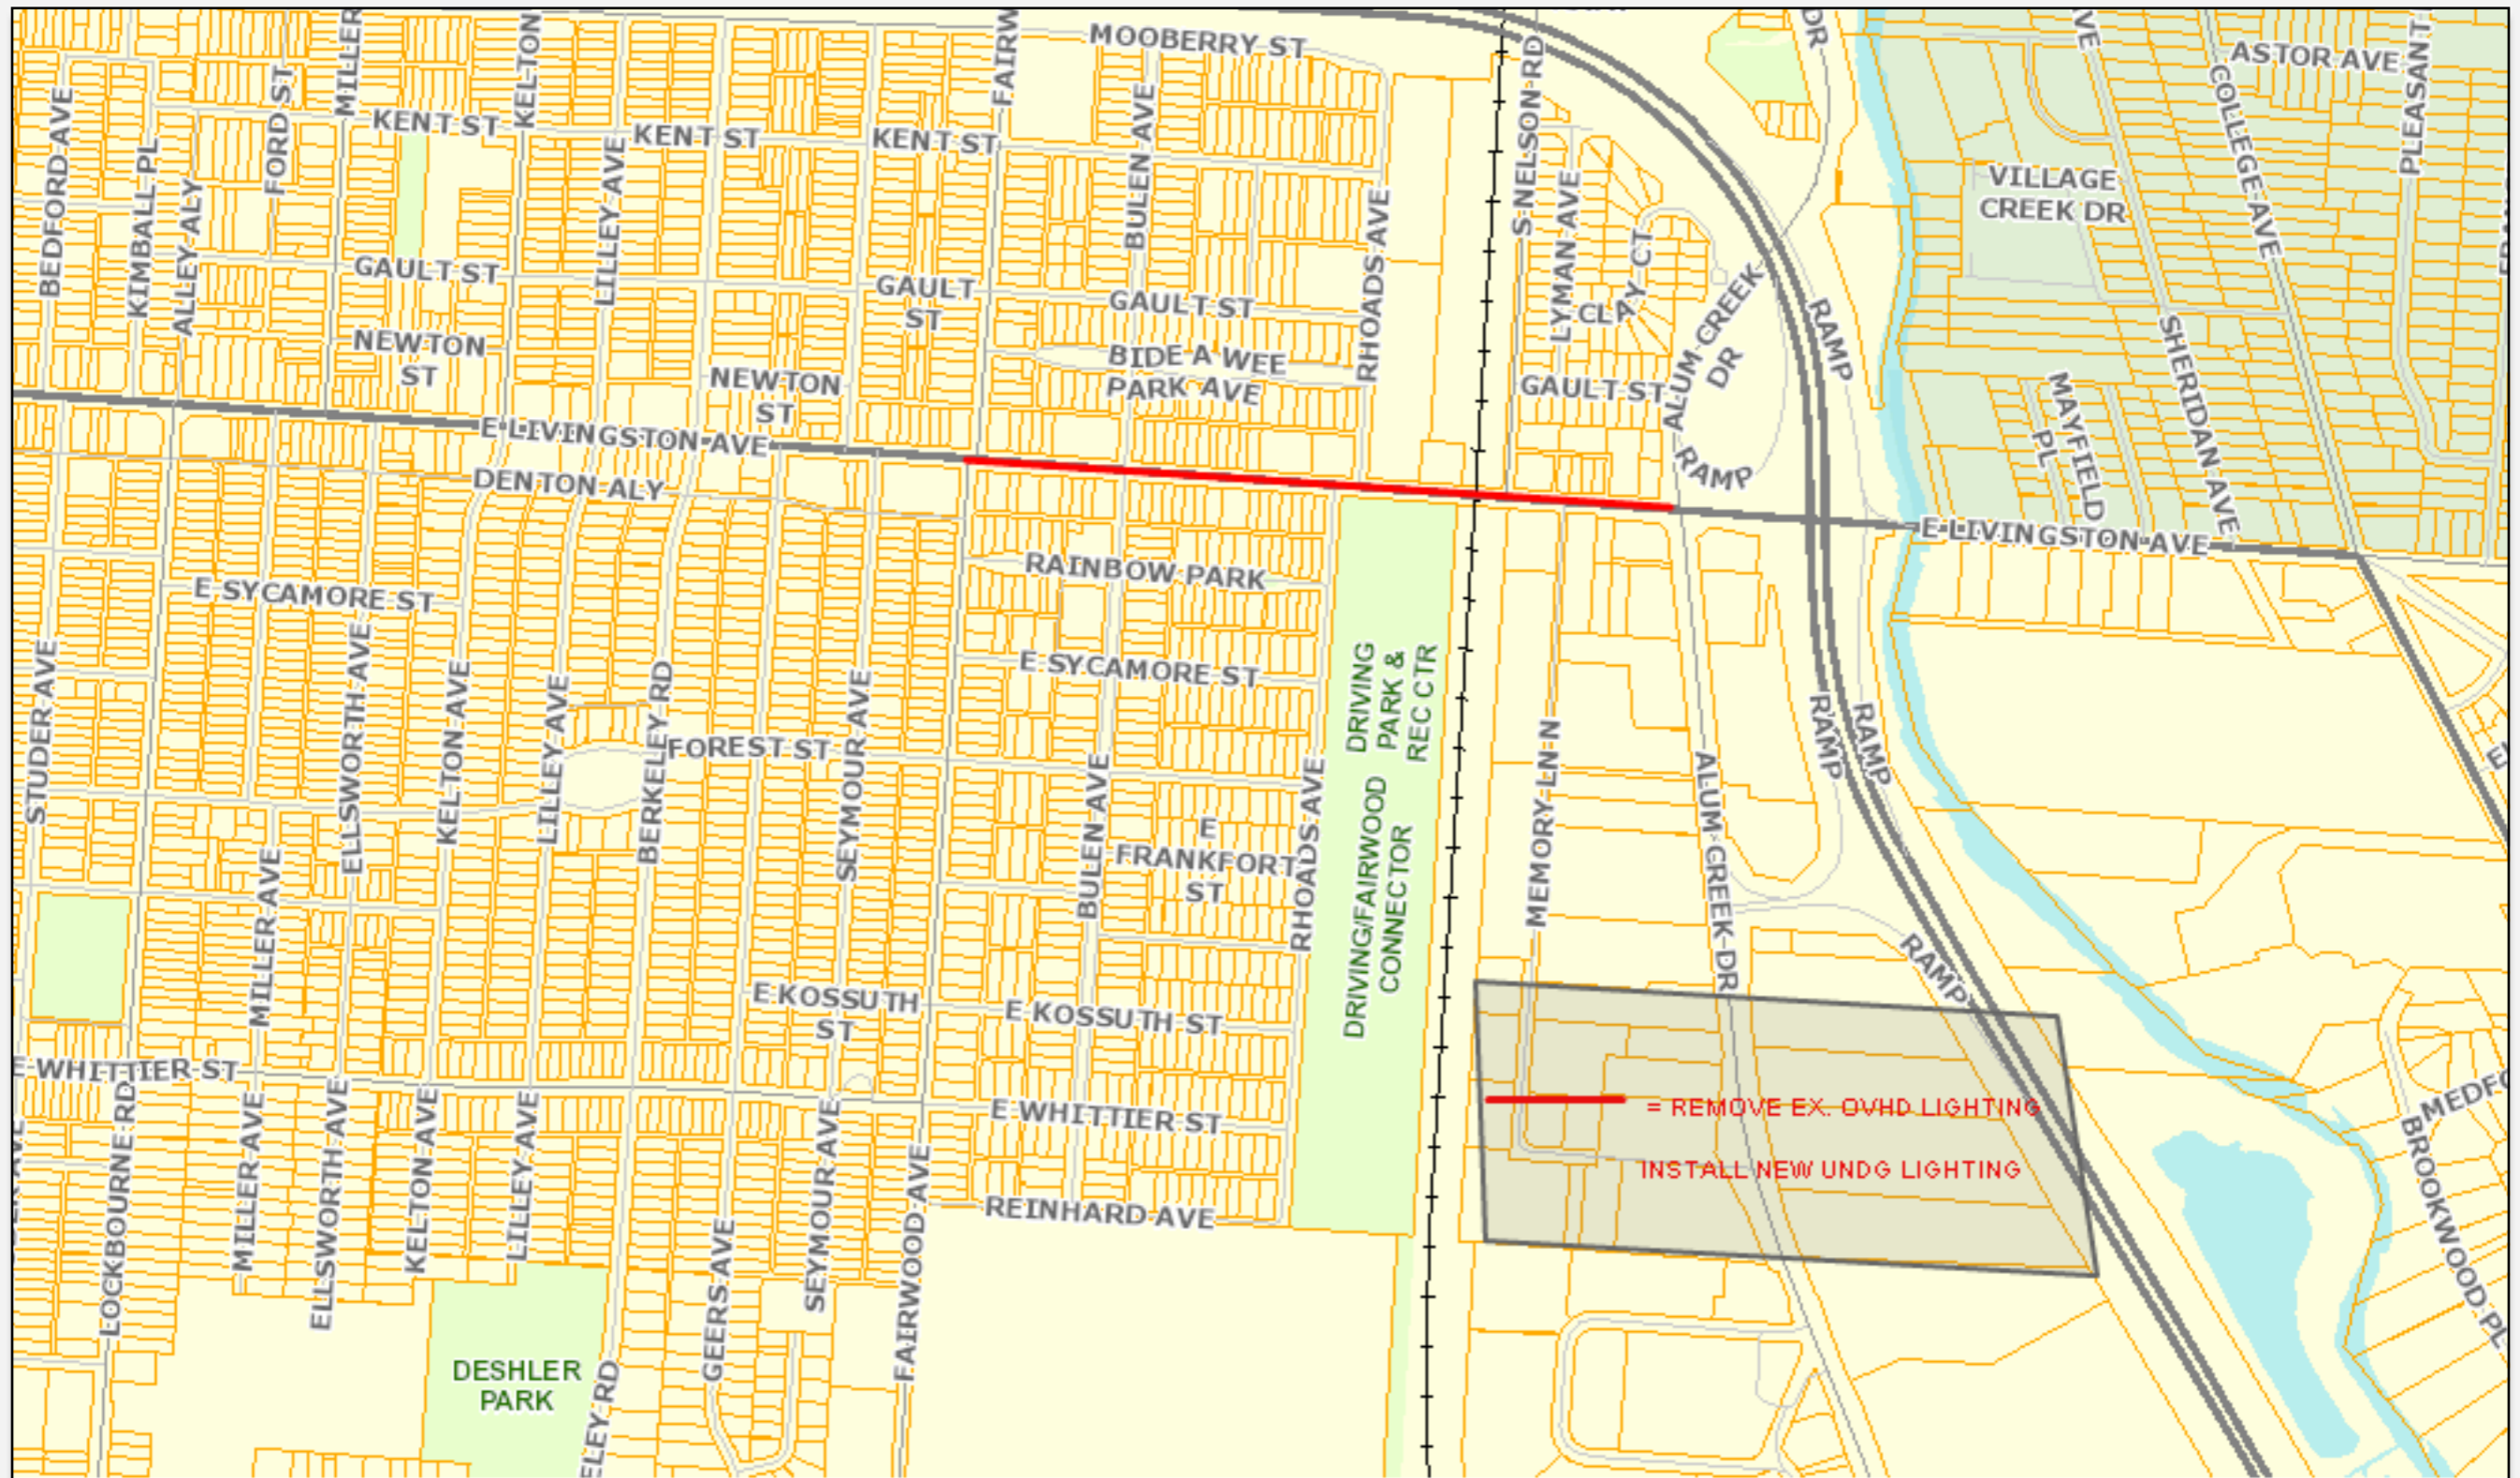 MOOBERRY ST
ASTOR AVE
MILLER
KELTON
FAIRW
S NELSON RD
DR
AVE
COLLEGE AVE
PLEASANT
BEDFORD AVE
KIMBALL PL
ALLEY ALY
FORD ST
KENT ST
KENT ST
KENT ST
LILLEY AVE
BULEN AVE
RHOADS AVE
LYMAN AVE
CLAY CT
VILLAGE
CREEK DR
GAULT ST
GAULT
ST
GAULT ST
ALUM CREEK
DR
RAMP
SHERIDAN AVE
NEWTON
ST
NEWTON
ST
BIDE A WEE
PARK AVE
GAULT ST
MAYFIELD
PL
E LIVINGSTON AVE
RAMP
DENTON ALY
E LIVINGSTON AVE
RAINBOW PARK
E SYCAMORE ST
E SYCAMORE ST
STUDER AVE
ELLSWORTH AVE
KELTON AVE
LILLEY AVE
BERKELEY RD
FOREST ST
SEYMOUR AVE
BULEN AVE
E
FRANKFORT
ST
RHOADS AVE
DRIVING
PARK &
REC CTR
DRIVING/FAIRWOOD
CONNECTOR
MEMORY LN N
ALUM CREEK DR
RAMP
RAMP
RAMP
MILLER AVE
E KOSSUTH
ST
E KOSSUTH ST
E WHITTIER ST
E WHITTIER ST
= REMOVE EX. OVHD LIGHTING
INSTALL NEW UNDG LIGHTING
MEDFO
BROOKWOOD PL
LOCKBOURNE RD
MILLER AVE
ELLSWORTH AVE
KELTON AVE
LILLEY AVE
GEERS AVE
SEYMOUR AVE
FAIRWOOD AVE
REINHARD AVE
DESHLER
PARK
ELEY RD